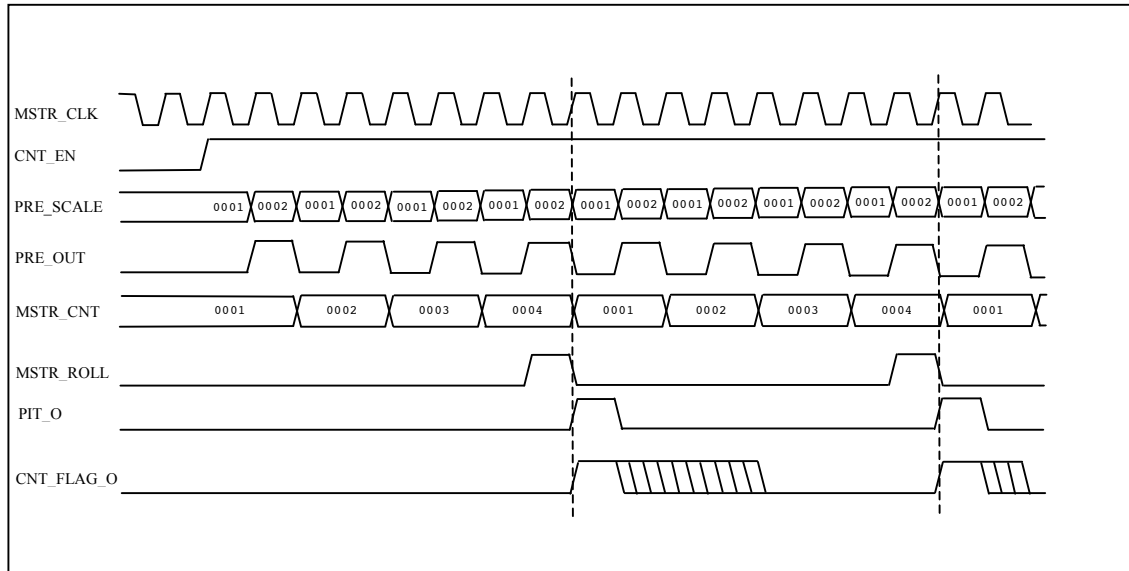 MSTR_CLK
CNT_EN
PRE_SCALE 0001 0002 0001 0002 0001 0002 0001 0002 0001 0002 0001 0002 0001 0002 0001 0002 0001 0002
PRE_OUT
MSTR_CNT 0001 0002 0003 0004 0001 0002 0003 0004 0001
MSTR_ROLL
PIT_O
CNT_FLAG_O